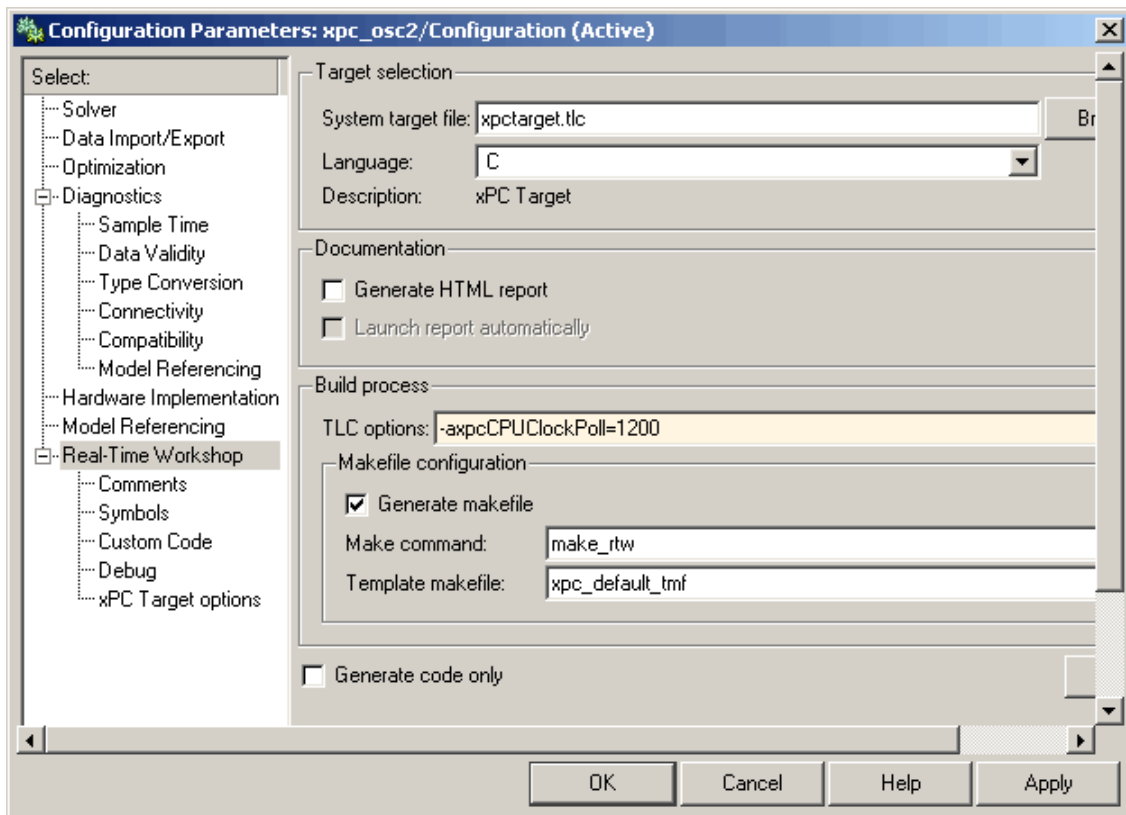 Configuration Parameters: xpc_osc2/Configuration (Active)
Select:
Solver
Data Import/Export
Optimization
Diagnostics
Sample Time
Data Validity
Type Conversion
Connectivity
Compatibility
Model Referencing
Hardware Implementation
Model Referencing
Real-Time Workshop
Comments
Symbols
Custom Code
Debug
xPC Target options
Target selection
System target file: xpctarget.tlc Br
Language: C
Description: xPC Target
Documentation
Generate HTML report
Launch report automatically
Build process
TLC options: -axpcCPUClockPoll=1200
Makefile configuration
Generate makefile
Make command: make_rtw
Template makefile: xpc_default_tmf
Generate code only
OK Cancel Help Apply